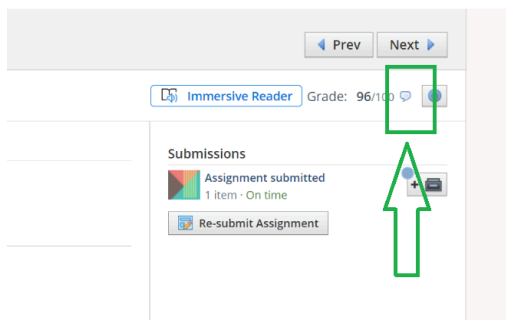 Prev Next
Immersive Reader Grade: 96/100
Submissions
Assignment submitted
1 item · On time
+
Re-submit Assignment